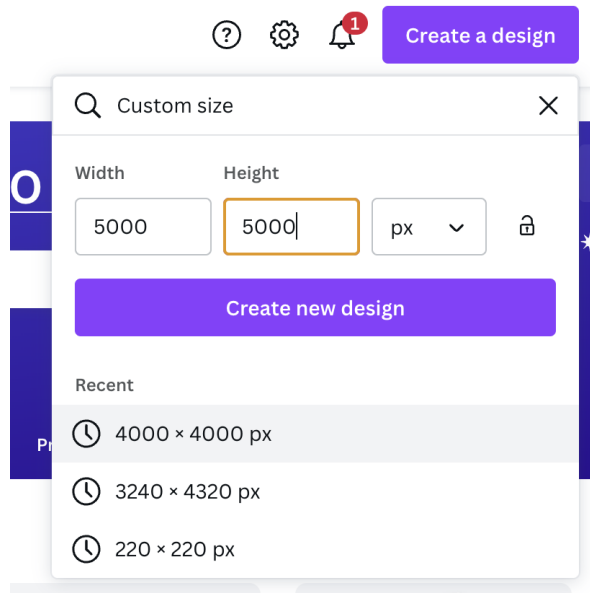 1
Create a design
Custom size
O
Width Height
5000 5000 px
Create new design
Recent
Pr
4000 × 4000 px
3240 × 4320 px
220 × 220 px